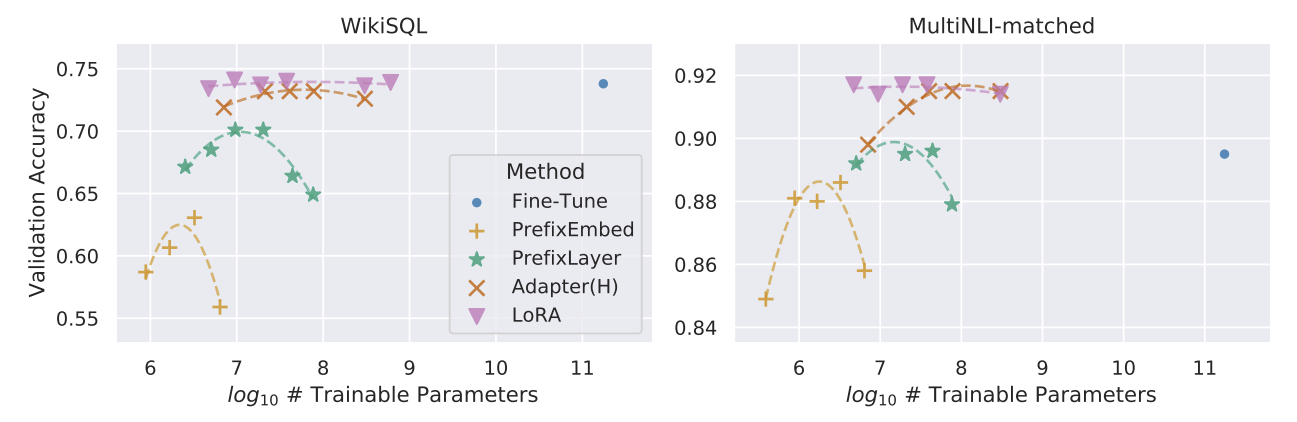 WikiSQL
Validation Accuracy
0.75
0.70
0.65
0.60
0.55
6 7 8 9 10 11
log10 # Trainable Parameters
Method
Fine-Tune
PrefixEmbed
PrefixLayer
Adapter(H)
LoRA
MultiNLI-matched
0.92
0.90
0.88
0.86
0.84
6 7 8 9 10 11
log10 # Trainable Parameters